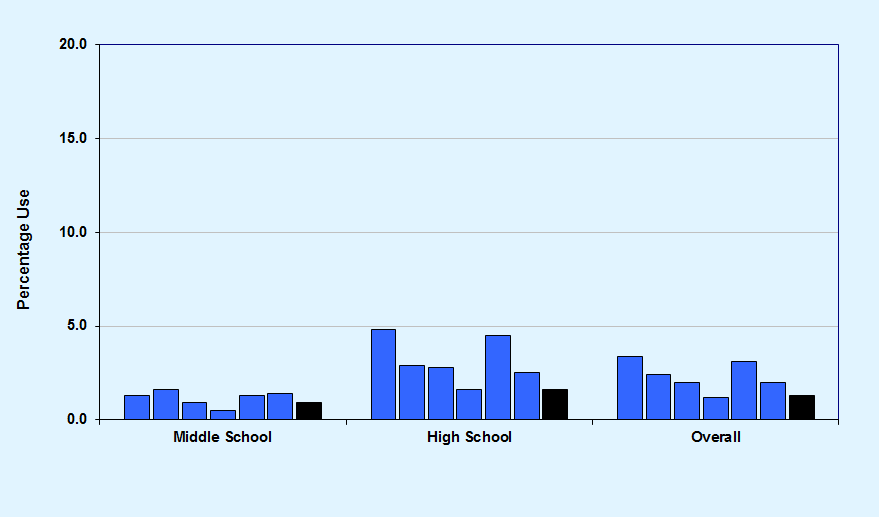 20.0
15.0
10.0
5.0
0.0
Percentage Use
Middle School
High School
Overall